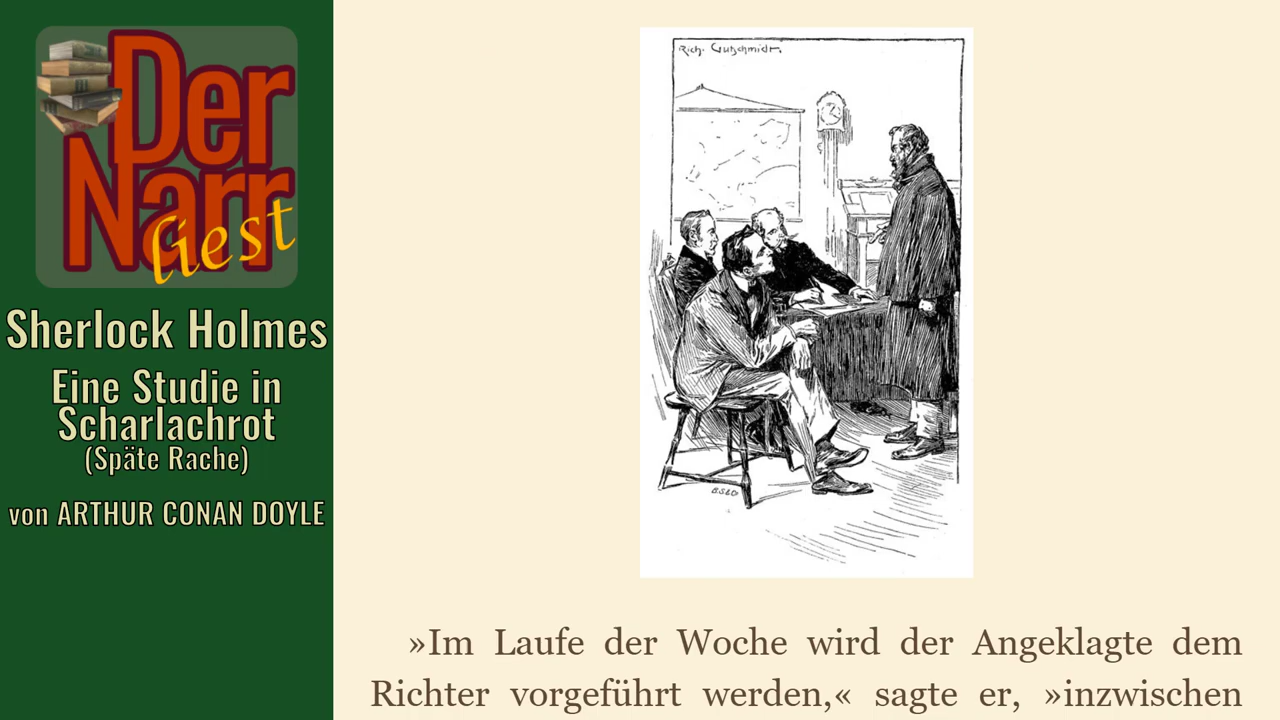 Der
Narr
liest
Sherlock Holmes
Eine Studie in
Scharlachrot
(Späte Rache)
von ARTHUR CONAN DOYLE
Rich. Gutschmidt.
»Im Laufe der Woche wird der Angeklagte dem
Richter vorgeführt werden,« sagte er, »inzwischen